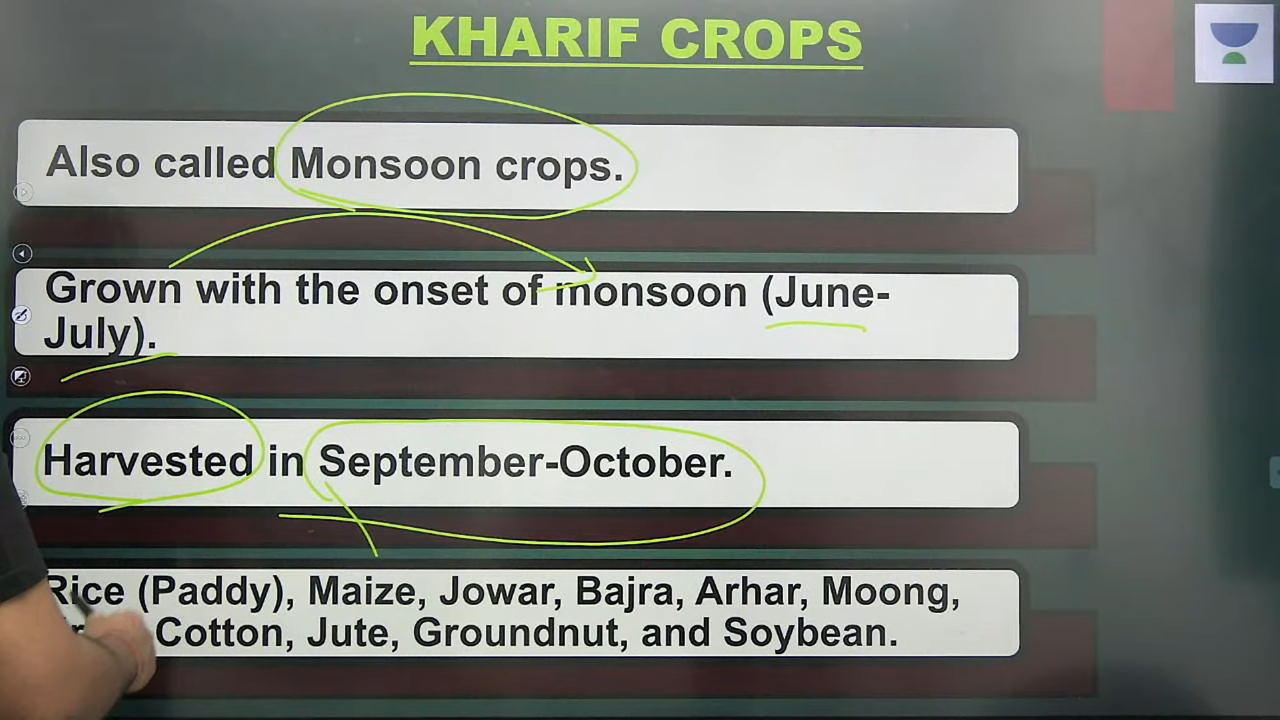 KHARIF CROPS
Also called Monsoon crops.
Grown with the onset of monsoon (June-
July).
Harvested in September-October.
Rice (Paddy), Maize, Jowar, Bajra, Arhar, Moong,
Cotton, Jute, Groundnut, and Soybean.